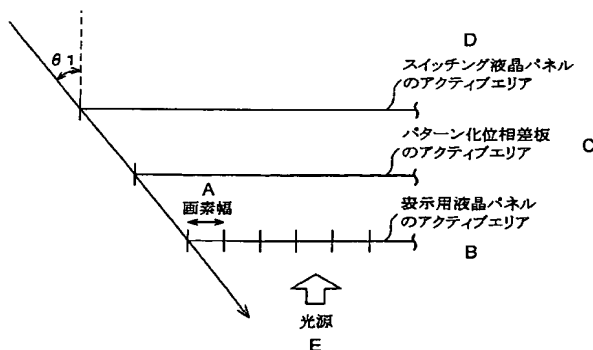 D
θ1
スイッチング液晶パネル
のアクティブエリア
C
パターン化位相差板
のアクティブエリア
A
画素幅
表示用液晶パネル
のアクティブエリア
B
光源
E